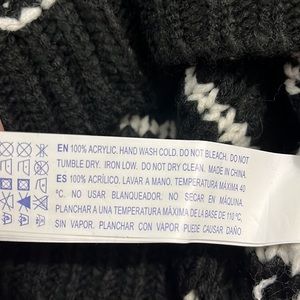 EN 100% ACRYLIC. HAND WASH COLD. DO NOT BLEACH. DO NOT
TUMBLE DRY. IRON LOW. DO NOT DRY CLEAN. MADE IN CHINA
ES 100% ACRÍLICO. LAVAR A MANO. TEMPERATURA MÁXIMA 40
ºC. NO USAR BLANQUEADOR. NO SECAR EN MÁQUINA.
PLANCHAR A UNA TEMPERATURA MÁXIMA DE LA BASE DE 110 ºC,
SIN VAPOR. PLANCHAR CON VAPOR PUEDE CAUSAR DAÑO